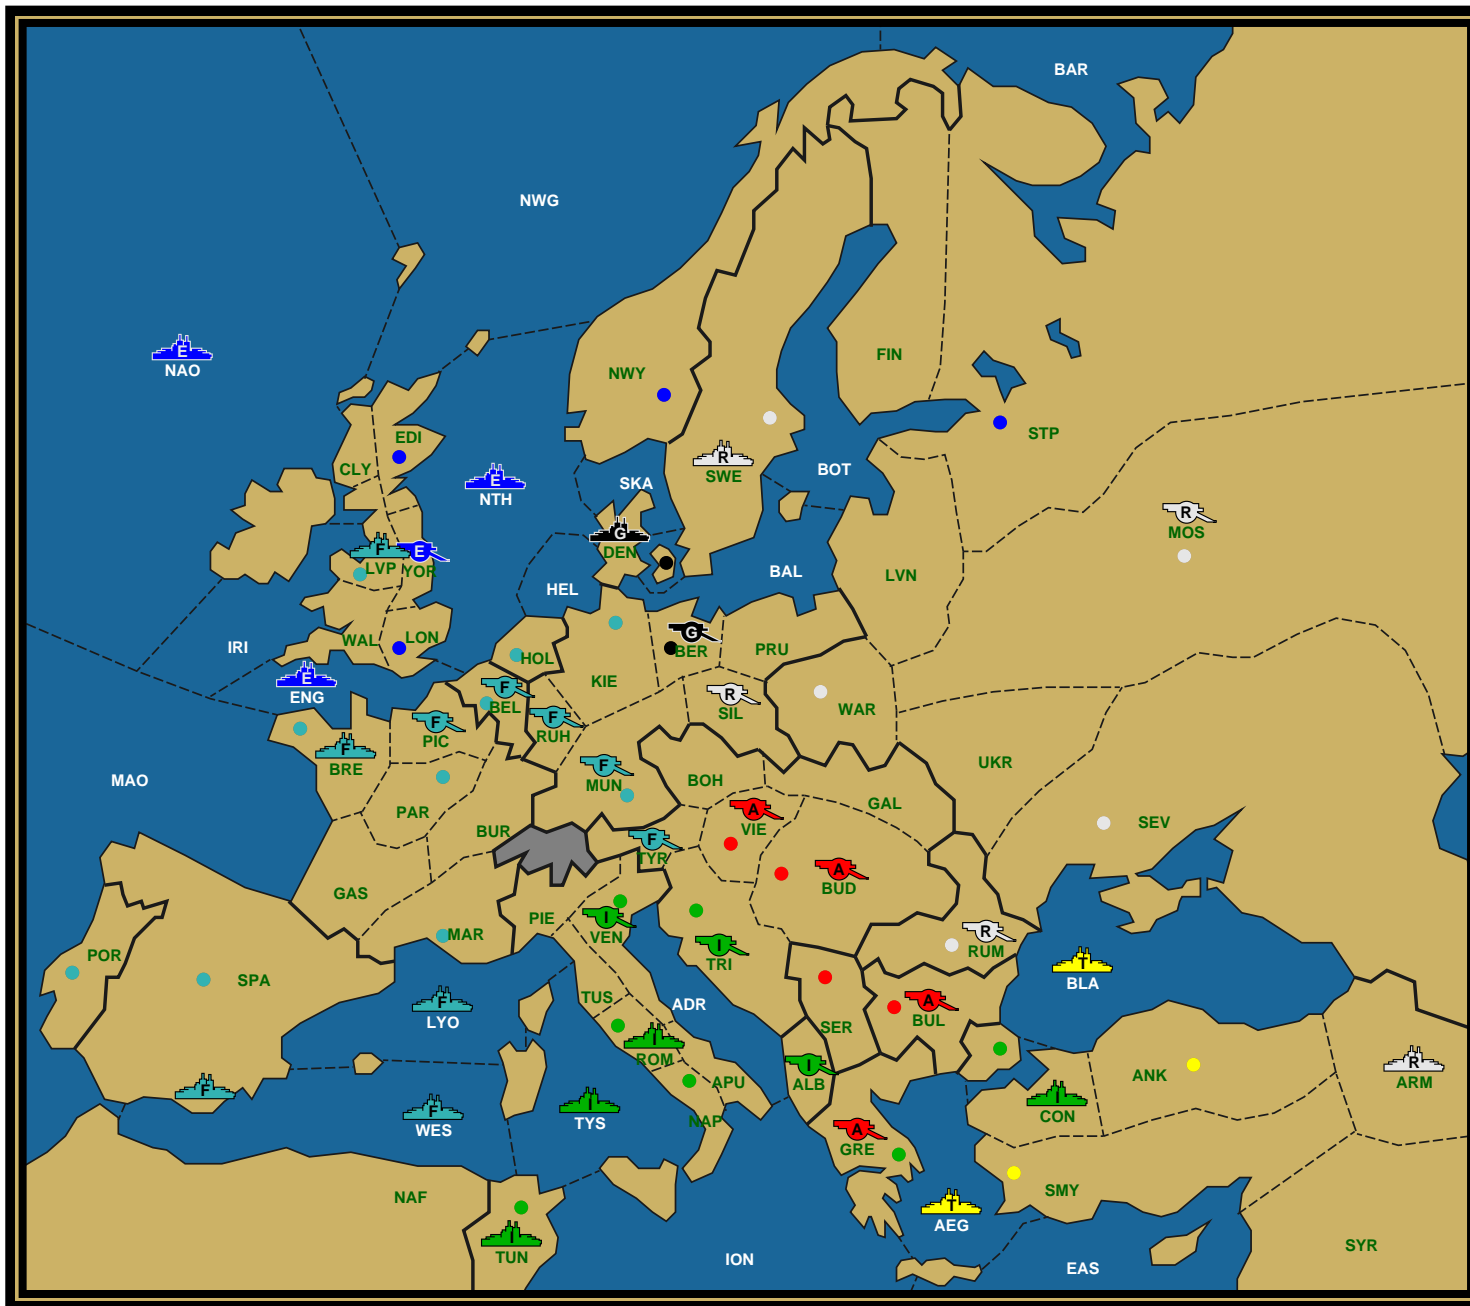 BAR
NWG
E
NAO
FIN
NWY
EDI
STP
CLY
R
SWE
BOT
SKA
E
NTH
R
MOS
G
DEN
F
LVP
E
YOR
BAL
LVN
HEL
IRI
WAL
LON
HOL
G
BER
PRU
E
ENG
KIE
F
BEL
R
SIL
WAR
F
PIC
F
RUH
F
BRE
UKR
MAO
F
MUN
BOH
GAL
PAR
A
VIE
SEV
BUR
F
TYR
A
BUD
GAS
PIE
I
VEN
MAR
I
TRI
R
RUM
POR
SPA
T
BLA
TUS
ADR
F
LYO
A
BUL
SER
I
ROM
I
ALB
APU
ANK
R
ARM
F
F
WES
I
TYS
I
CON
NAP
A
GRE
NAF
SMY
T
AEG
I
TUN
ION
EAS
SYR